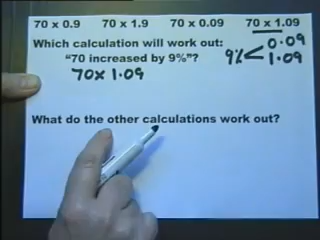 70 x 0.9 70 x 1.9 70 x 0.09 70 x 1.09
Which calculation will work out:
"70 increased by 9%"?
9% < 0.09
1.09
70 x 1.09
What do the other calculations work out?